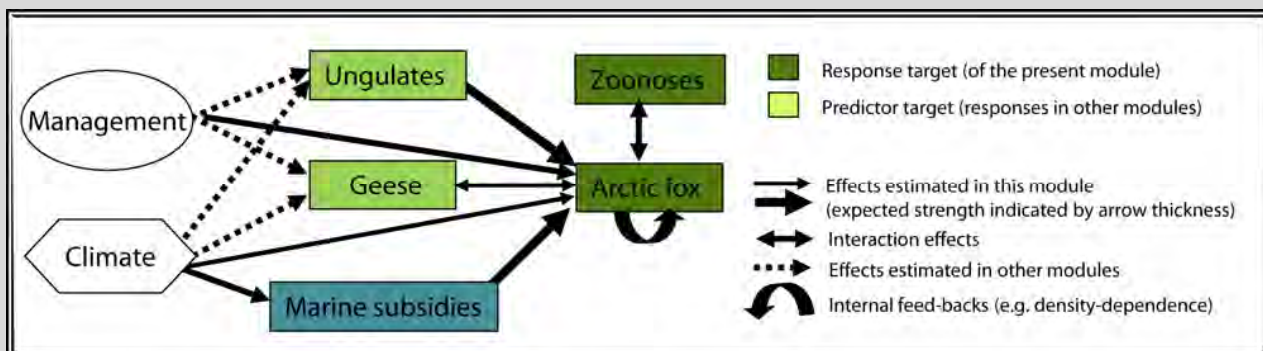 Management
Climate
Ungulates
Geese
Marine subsidies
Zoonoses
Arctic fox
Response target (of the present module)
Predictor target (responses in other modules)
Effects estimated in this module
(expected strength indicated by arrow thickness)
Interaction effects
Effects estimated in other modules
Internal feed-backs (e.g. density-dependence)